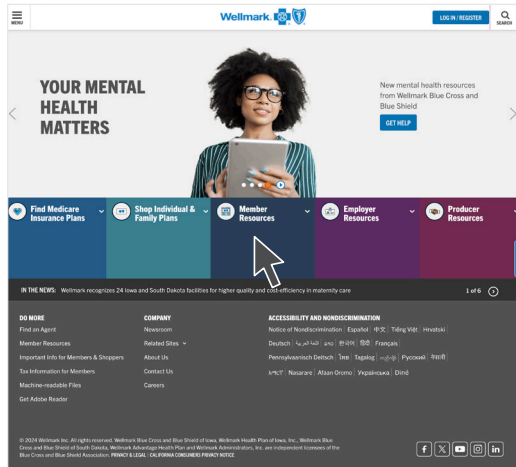 MENU
Wellmark.
LOG IN / REGISTER
SEARCH
YOUR MENTAL
HEALTH
MATTERS
New mental health resources
from Wellmark Blue Cross and
Blue Shield
GET HELP
Find Medicare
Insurance Plans
Shop Individual &
Family Plans
Member
Resources
Employer
Resources
Producer
Resources
IN THE NEWS: Wellmark recognizes 24 Iowa and South Dakota facilities for higher quality and cost-efficiency in maternity care
1 of 6
DO MORE
Find an Agent
Member Resources
Important Info for Members & Shoppers
Tax Information for Members
Machine-readable Files
Get Adobe Reader
COMPANY
Newsroom
Related Sites
About Us
Contact Us
Careers
ACCESSIBILITY AND NONDISCRIMINATION
Notice of Nondiscrimination | Español | 中文 | Tiếng Việt | Hrvatski
Deutsch | اللغة العربية | ລາວ | 한국어 | हिंदी | Français
Pennsylvaanisch Deitsch | ไทย | Tagalog | Русский | नेपाली
አማርኛ | Nasarare | Afaan Oromo | Українська | Diné
© 2024 Wellmark Inc. All rights reserved. Wellmark Blue Cross and Blue Shield of Iowa, Wellmark Health Plan of Iowa, Inc., Wellmark Blue
Cross and Blue Shield of South Dakota, Wellmark Advantage Health Plan and Wellmark Administrators, Inc. are independent licensees of the
Blue Cross and Blue Shield Association. PRIVACY & LEGAL | CALIFORNIA CONSUMERS PRIVACY NOTICE